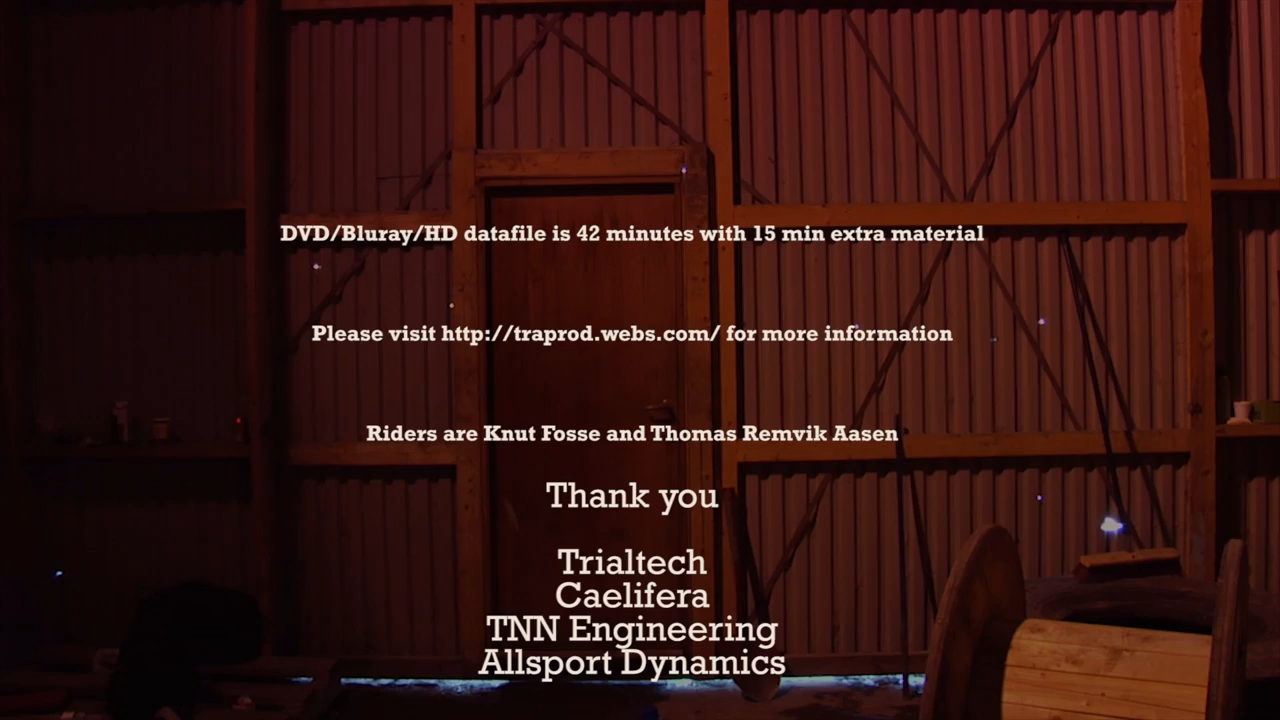 DVD/Bluray/HD datafile is 42 minutes with 15 min extra material
Please visit http://traprod.webs.com/ for more information
Riders are Knut Fosse and Thomas Remvik Aasen
Thank you
Trialtech
Caelifera
TNN Engineering
Allsport Dynamics